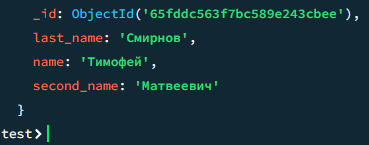 _id: ObjectId('65fddc563f7bc589e243cbee'),
last_name: 'Смирнов',
name: 'Тимофей',
second_name: 'Матвеевич'
}
test>